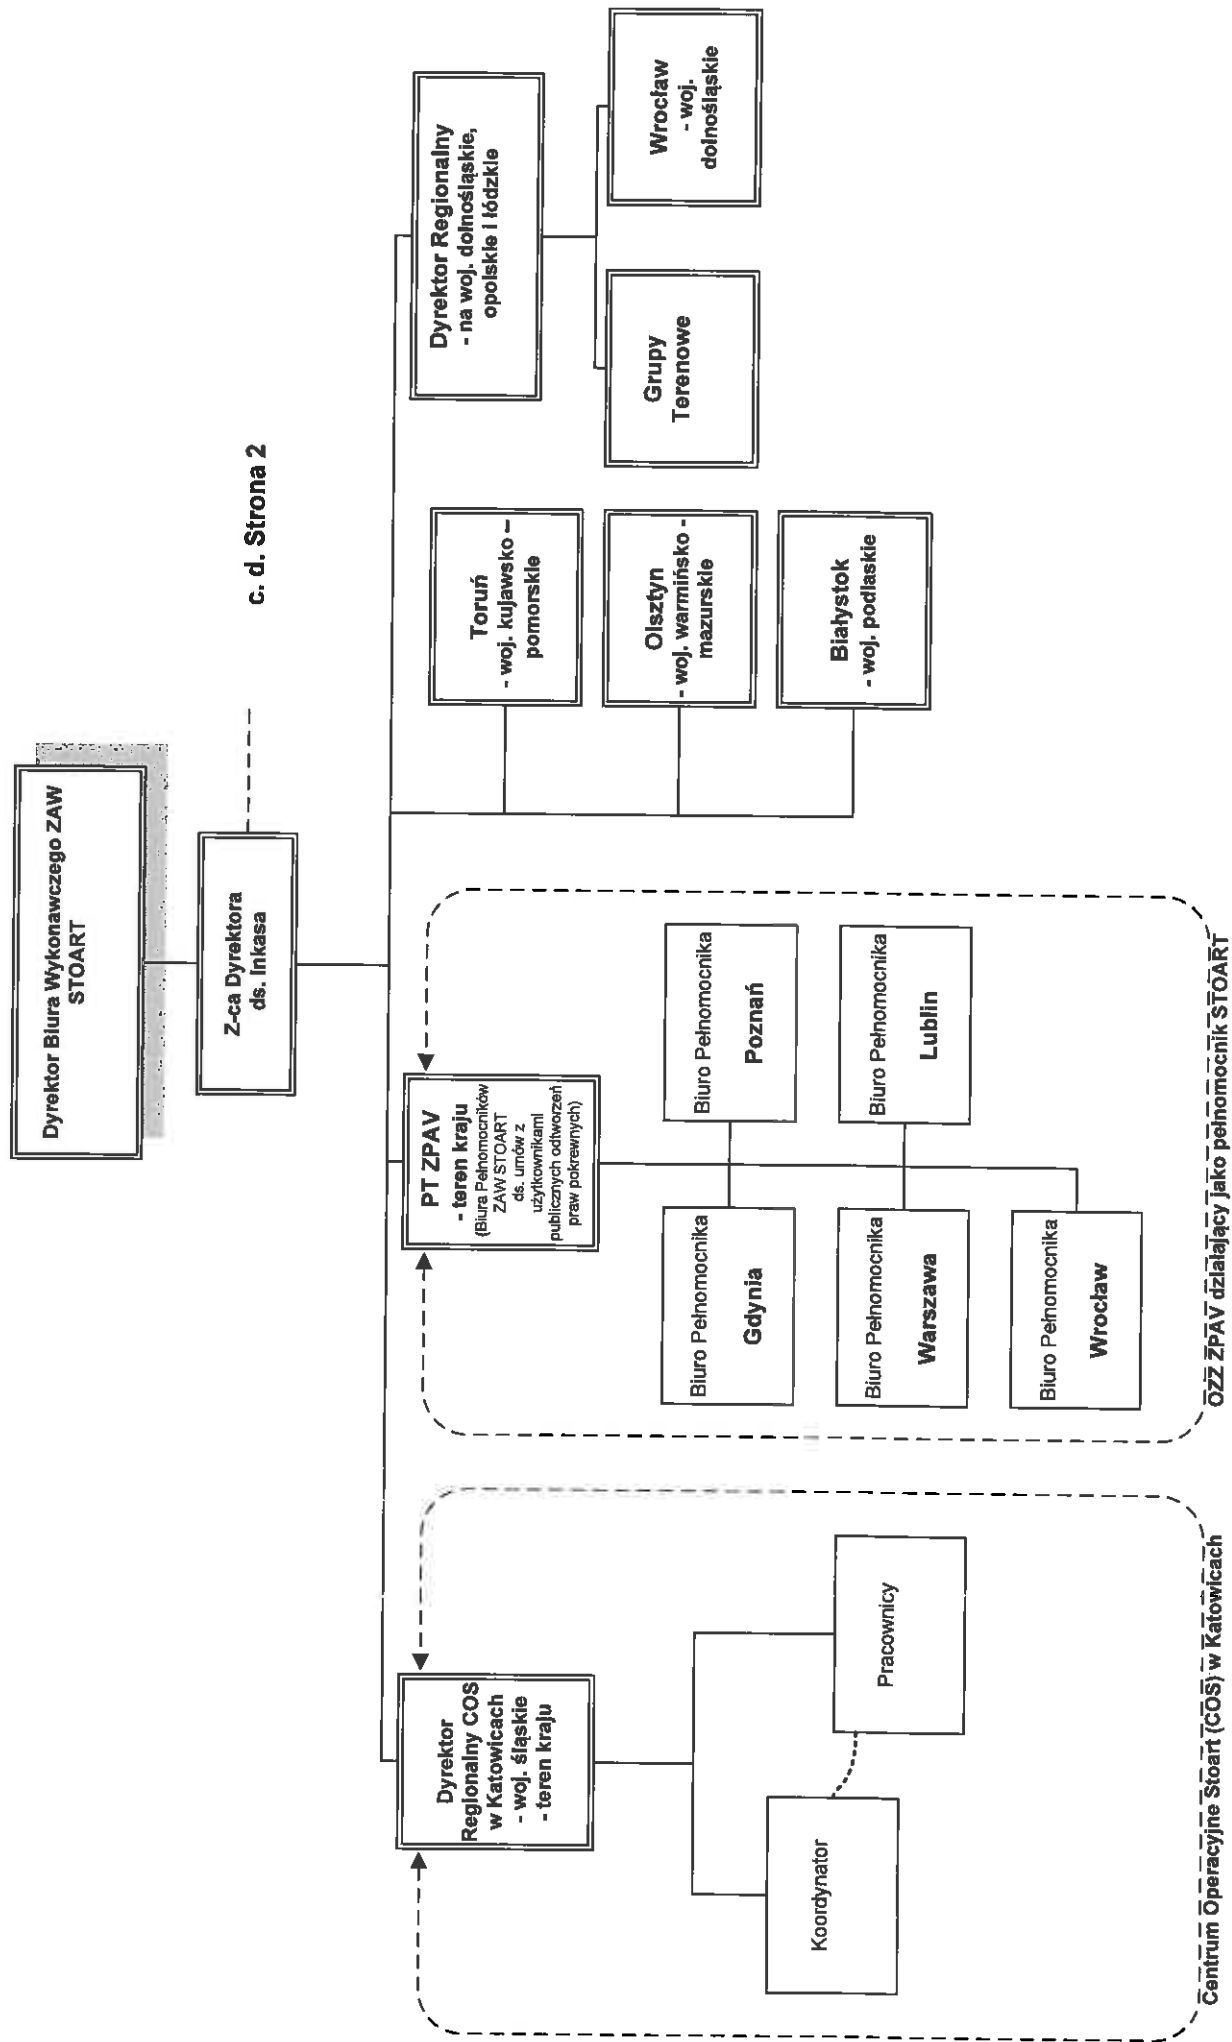 Dyrektor Biura Wykonawczego ZAW
STOART
Z-ca Dyrektora
ds. Inkasa
c. d. Strona 2
Dyrektor
Regionalny COS
w Katowicach
- woj. śląskie
- teren kraju
Koordynator
Pracownicy
Centrum Operacyjne Stoart (COS) w Katowicach
PT ZPAV
- teren kraju
(Biura Pełnomocników
ZAW STOART
ds. umów z
użytkownikami
publicznych odtworzeń
praw pokrewnych)
Biuro Pełnomocnika
Gdynia
Biuro Pełnomocnika
Poznań
Biuro Pełnomocnika
Warszawa
Biuro Pełnomocnika
Lublin
Biuro Pełnomocnika
Wrocław
OZZ ZPAV działający jako pełnomocnik STOART
Toruń
- woj. kujawsko –
pomorskie
Olsztyn
- woj. warmińsko -
mazurskie
Białystok
- woj. podlaskie
Dyrektor Regionalny
- na woj. dolnośląskie,
opolskie i łódzkie
Grupy
Terenowe
Wrocław
- woj.
dolnośląskie